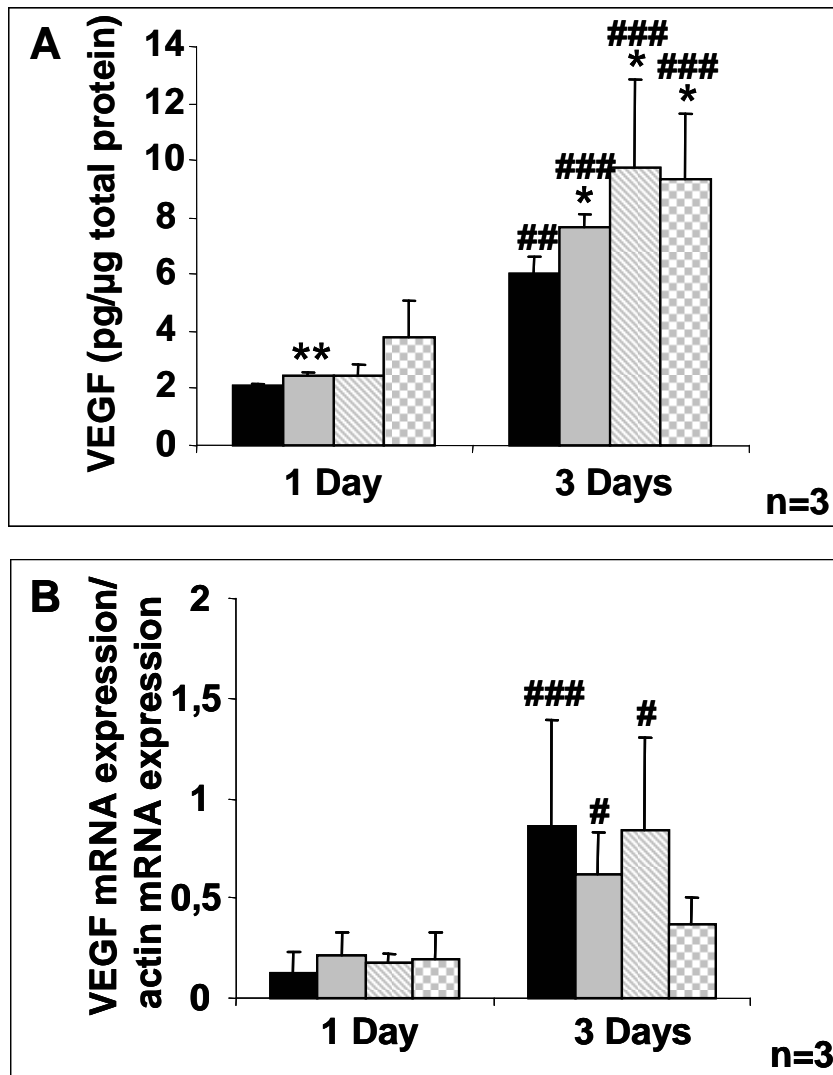 A
VEGF (pg/µg total protein)
14
12
10
8
6
4
2
0
**
##
###
*
###
*
###
*
1 Day
3 Days
n=3
B
VEGF mRNA expression/
actin mRNA expression
2
1,5
1
0,5
0
###
#
#
1 Day
3 Days
n=3